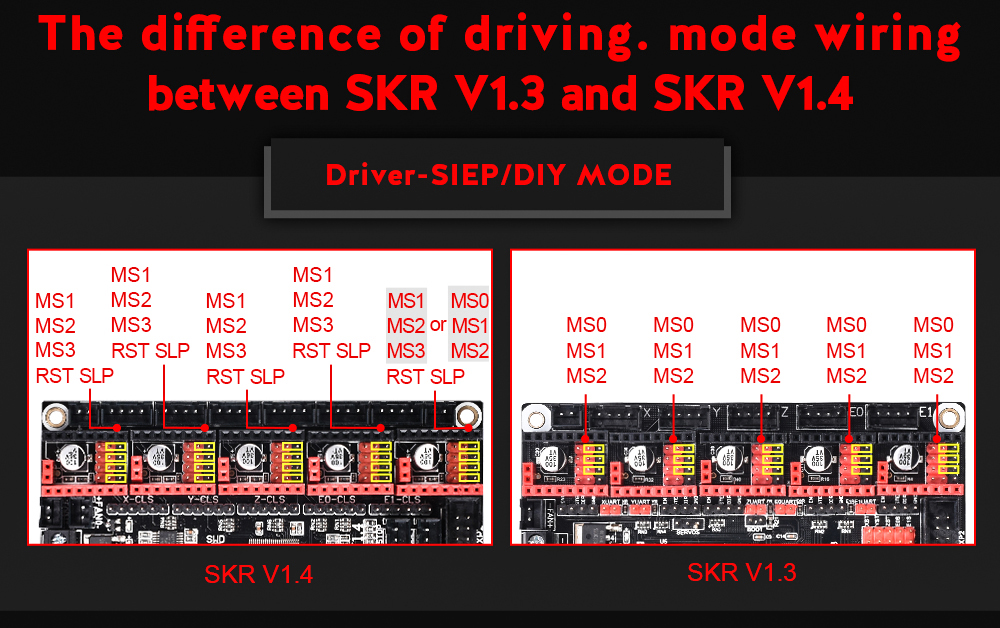 The difference of driving. mode wiring
between SKR V1.3 and SKR V1.4
Driver-SIEP/DIY MODE
MS1
MS2
MS3
RST SLP
MS1
MS2
MS3
RST SLP
MS1
MS2
MS3
RST SLP
MS1
MS2
MS3
RST SLP
MS1 MS0
MS2 or MS1
MS3 MS2
RST SLP
X-CLS Y-CLS Z-CLS E0-CLS E1-CLS
SKR V1.4
MS0
MS1
MS2
MS0
MS1
MS2
MS0
MS1
MS2
MS0
MS1
MS2
MS0
MS1
MS2
X Y Z E0 E1
-FAN+
SKR V1.3